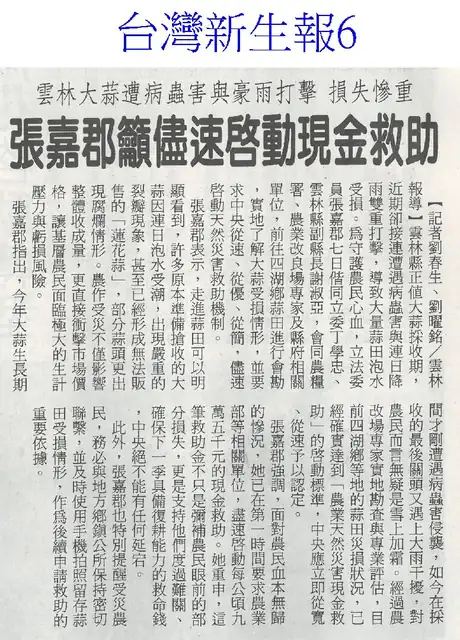 台灣新生報6
雲林大蒜遭病蟲害與豪雨打擊 損失慘重
張嘉郡籲儘速啓動現金救助
【記者劉春生、劉曜銘／雲林
報導】雲林縣正值大蒜採收期，
近期卻接連遭遇病蟲害與連日降
雨雙重打擊，導致大量蒜田泡水
受損。為守護農民心血，立法委
員張嘉郡七日偕同立委丁學忠、
雲林縣副縣長謝淑亞，會同農糧
署、農業改良場專家及縣府相關
單位，前往四湖鄉蒜田進行會勘
，實地了解大蒜受損情形，並要
求中央從速、從優、從簡，儘速
啓動天然災害救助機制。
張嘉郡表示，走進蒜田可以明
顯看到，許多原本準備搶收的大
蒜因連日泡水受潮，出現嚴重的
裂瓣現象，甚至已經形成無法販
售的「蓮花蒜」，部分蒜頭更出
現腐爛情形。農作受災不僅影響
整體收成量，更直接衝擊市場價
格，讓基層農民面臨極大的生計
壓力與虧損風險。
張嘉郡指出，今年大蒜生長期
間才剛遭遇病蟲害侵襲，如今在採
收的最後關頭又遇上大雨干擾，對
農民而言無疑是雪上加霜。經過農
改場專家實地勘查與專業評估，目
前四湖鄉等地的蒜田災損狀況，已
經確實達到「農業天然災害現金救
助」的啓動標準，中央應立即從寬
、從速予以認定。
張嘉郡強調，面對農民血本無歸
的慘況，她已在第一時間要求農業
部等相關單位，盡速啓動每公頃九
萬五千元的現金救助。她重申，這
筆救助金不只是彌補農民眼前的部
分損失，更是支持他們度過難關、
確保下一季具備復耕能力的救命錢
，中央絕不能有任何延宕。
此外，張嘉郡也特別提醒受災農
民，務必與地方鄉鎮公所保持密切
聯繫，並及時使用手機拍照留存蒜
田受損情形，作為後續申請救助的
重要依據。